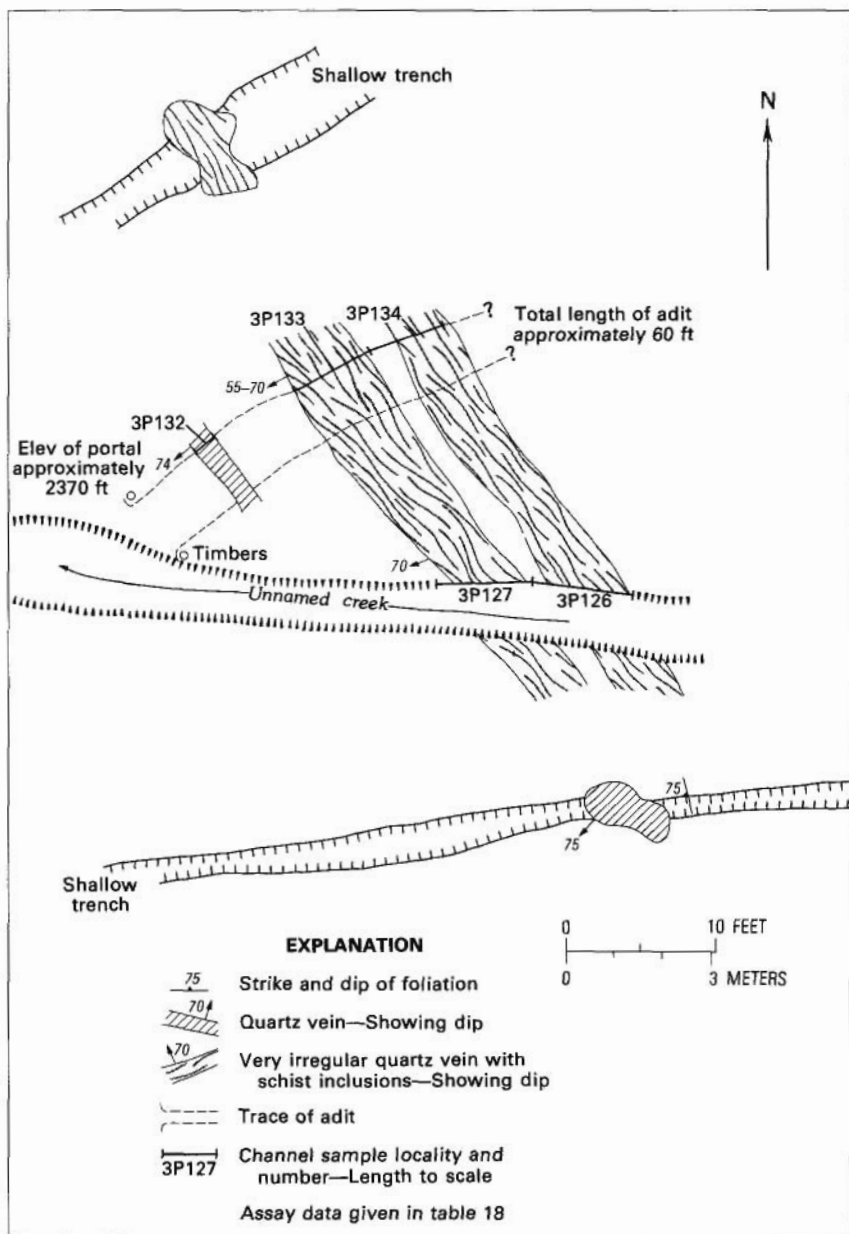 Shallow trench
N
3P133
3P134
?
Total length of adit
approximately 60 ft
?
55–70
3P132
Elev of portal
approximately
2370 ft
74
Timbers
70
3P127
3P126
Unnamed creek
75
75
Shallow
trench
EXPLANATION
0 10 FEET
0 3 METERS
75
Strike and dip of foliation
70
Quartz vein—Showing dip
70
Very irregular quartz vein with
schist inclusions—Showing dip
Trace of adit
3P127
Channel sample locality and
number—Length to scale
Assay data given in table 18